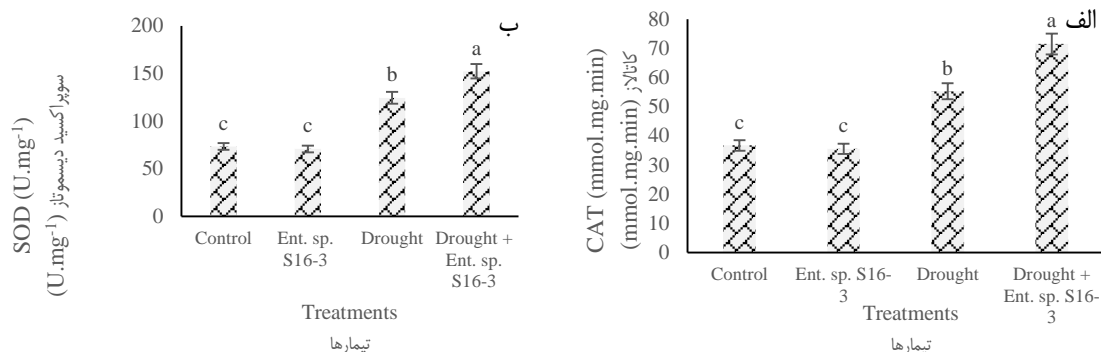 ب
سوپراکسید دیسموتاز (U.mg-1)
SOD (U.mg-1)
200
150
100
50
0
c
c
b
a
Control
Ent. sp.
S16-3
Drought
Drought +
Ent. sp.
S16-3
Treatments
تیمارها
الف
کاتالاز (mmol.mg.min)
CAT (mmol.mg.min)
80
70
60
50
40
30
20
10
0
c
c
b
a
Control
Ent. sp. S16-
3
Drought
Drought +
Ent. sp. S16-
3
Treatments
تیمارها